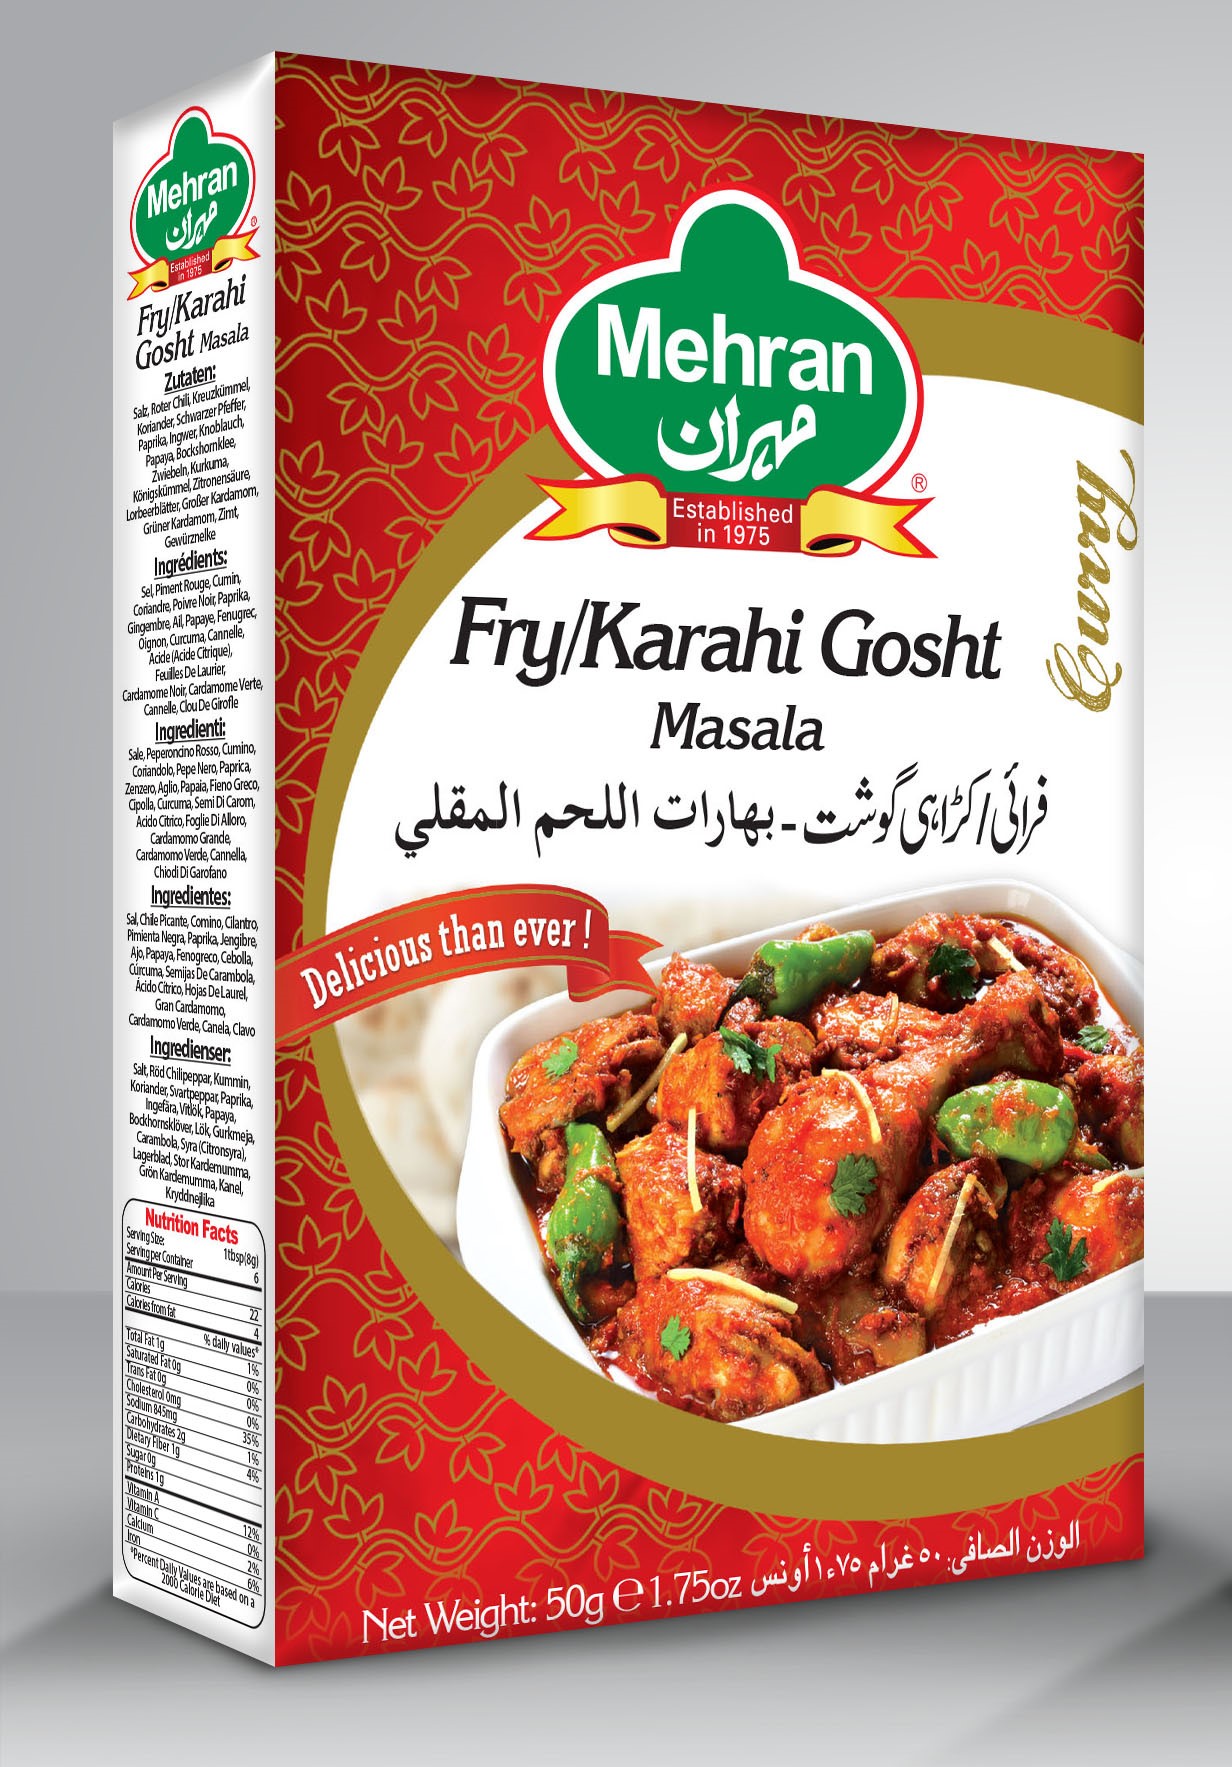 Mehran
مہران
®
Established
in 1975
Fry/Karahi
Gosht Masala
Zutaten:
Salz, Roter Chili, Kreuzkümmel,
Koriander, Schwarzer Pfeffer,
Paprika, Ingwer, Knoblauch,
Papaya, Bockshornklee,
Zwiebeln, Kurkuma,
Königskümmel, Zitronensäure,
Lorbeerblätter, Großer Kardamom,
Grüner Kardamom, Zimt,
Gewürznelke
Ingrédients:
Sel, Piment Rouge, Cumin,
Coriandre, Poivre Noir, Paprika,
Gingembre, Ail, Papaye, Fenugrec,
Oignon, Curcuma, Cannelle,
Acide (Acide Citrique),
Feuilles De Laurier,
Cardamome Noir, Cardamome Verte,
Cannelle, Clou De Girofle
Ingredienti:
Sale, Peperoncino Rosso, Cumino,
Coriandolo, Pepe Nero, Paprica,
Zenzero, Aglio, Papaia, Fieno Greco,
Cipolla, Curcuma, Semi Di Carom,
Acido Citrico, Foglie Di Alloro,
Cardamomo Grande,
Cardamomo Verde, Cannella,
Chiodi Di Garofano
Ingredientes:
Sal, Chile Picante, Comino, Cilantro,
Pimienta Negra, Paprika, Jengibre,
Ajo, Papaya, Fenogreco, Cebolla,
Cúrcuma, Semijas De Carambola,
Ácido Cítrico, Hojas De Laurel,
Gran Cardamomo,
Cardamomo Verde, Canela, Clavo
Ingredienser:
Salt, Röd Chilipeppar, Kummin,
Koriander, Svartpeppar, Paprika,
Ingefära, Vitlök, Papaya,
Bockhornsklöver, Lök, Gurkmeja,
Carambola, Syra (Citronsyra),
Lagerblad, Stor Kardemumma,
Grön Kardemumma, Kanel,
Kryddnejlika
Nutrition Facts
Serving Size: 1tbsp(8g)
Serving per Container 6
Amount Per Serving
Calories 22
Calories from fat 4
% daily values*
Total Fat 1g 1%
Saturated Fat 0g 0%
Trans Fat 0g 0%
Cholesterol 0mg 0%
Sodium 845mg 35%
Carbohydrates 2g 1%
Dietary Fiber 1g 4%
Sugar 0g
Proteins 1g
Vitamin A 12%
Vitamin C 0%
Calcium 2%
Iron 6%
*Percent Daily Values are based on a
2000 Calorie Diet
Mehran
مہران
®
Established
in 1975
Curry
Fry/Karahi Gosht
Masala
فرائی/کڑاہی گوشت - بهارات اللحم المقلي
Delicious than ever !
الوزن الصافی: ٥٠ غرام ١٫٧٥ أونس
Net Weight: 50g ℮ 1.75oz